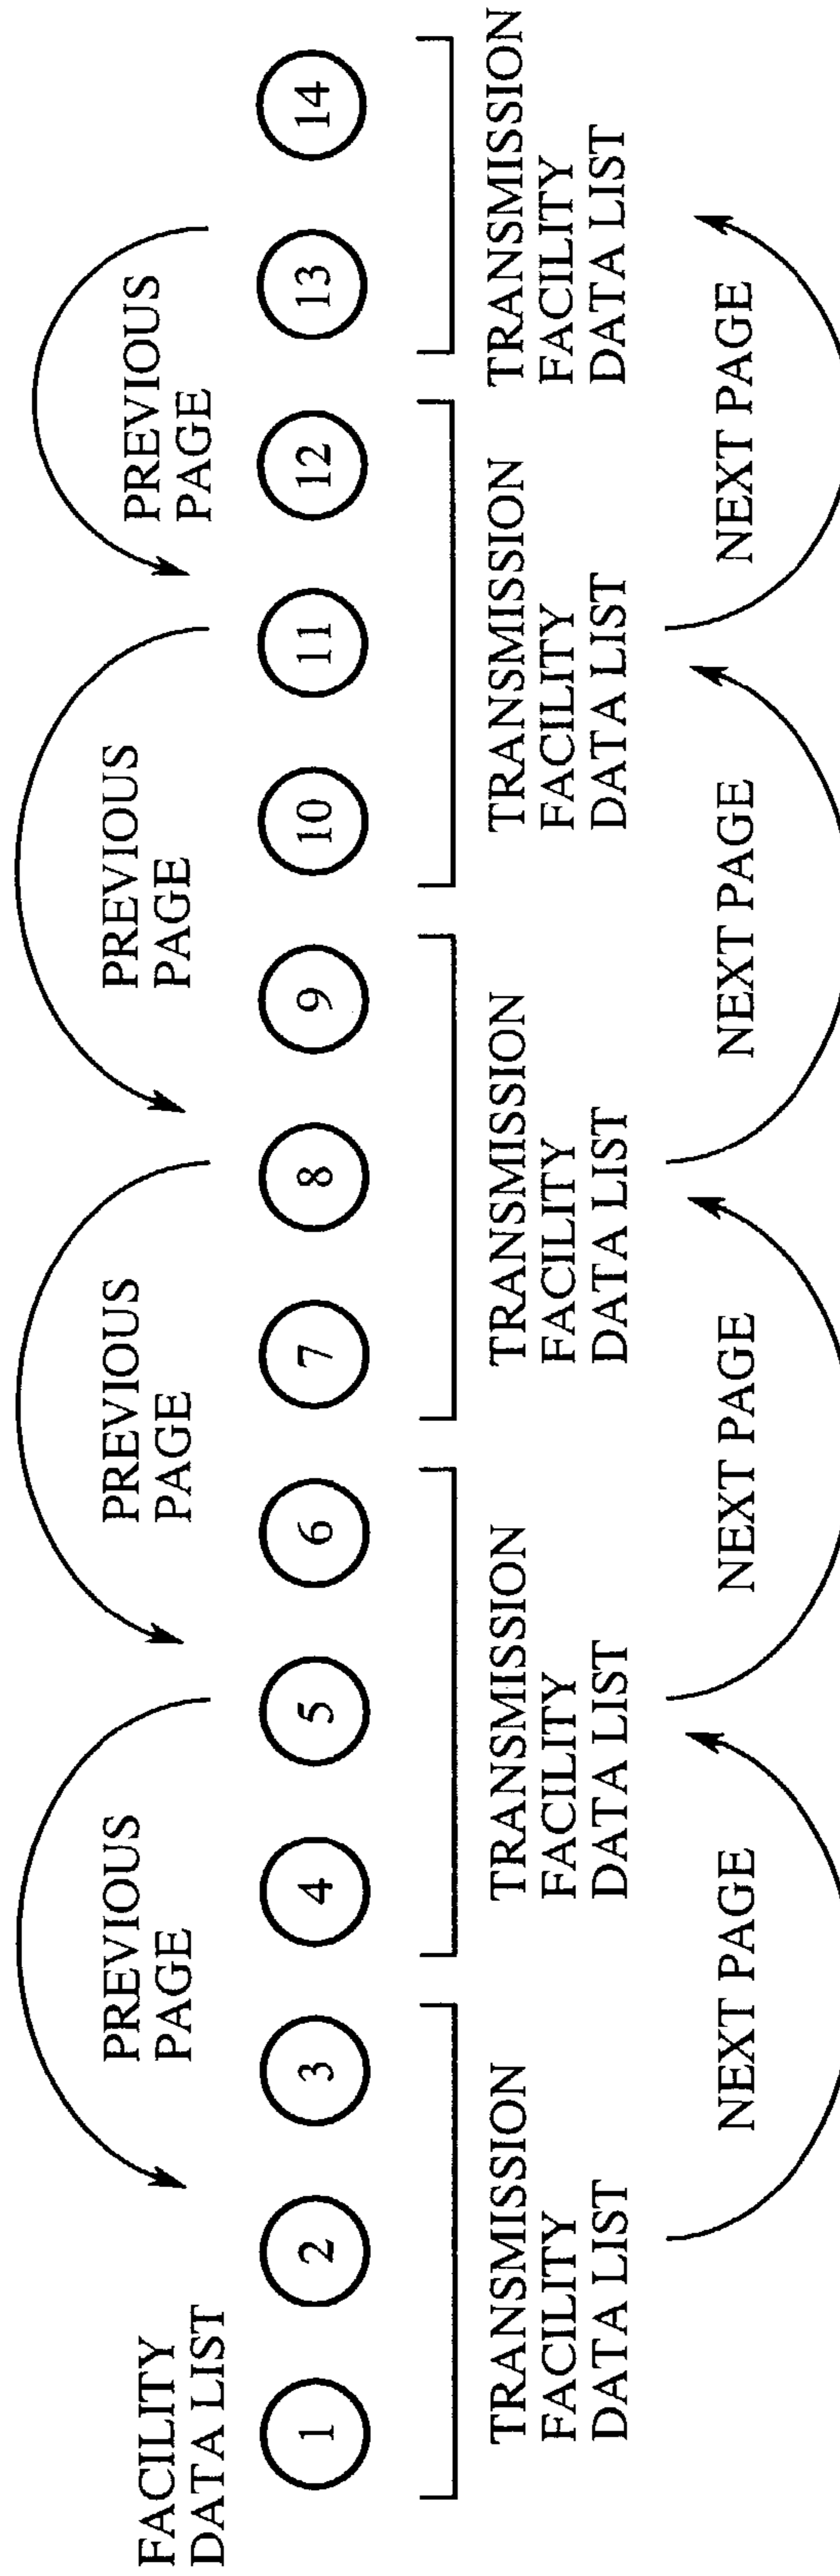 FACILITY
DATA LIST
PREVIOUS
PAGE
PREVIOUS
PAGE
PREVIOUS
PAGE
PREVIOUS
PAGE
1
2
3
4
5
6
7
8
9
10
11
12
13
14
TRANSMISSION
FACILITY
DATA LIST
TRANSMISSION
FACILITY
DATA LIST
TRANSMISSION
FACILITY
DATA LIST
TRANSMISSION
FACILITY
DATA LIST
TRANSMISSION
FACILITY
DATA LIST
NEXT PAGE
NEXT PAGE
NEXT PAGE
NEXT PAGE